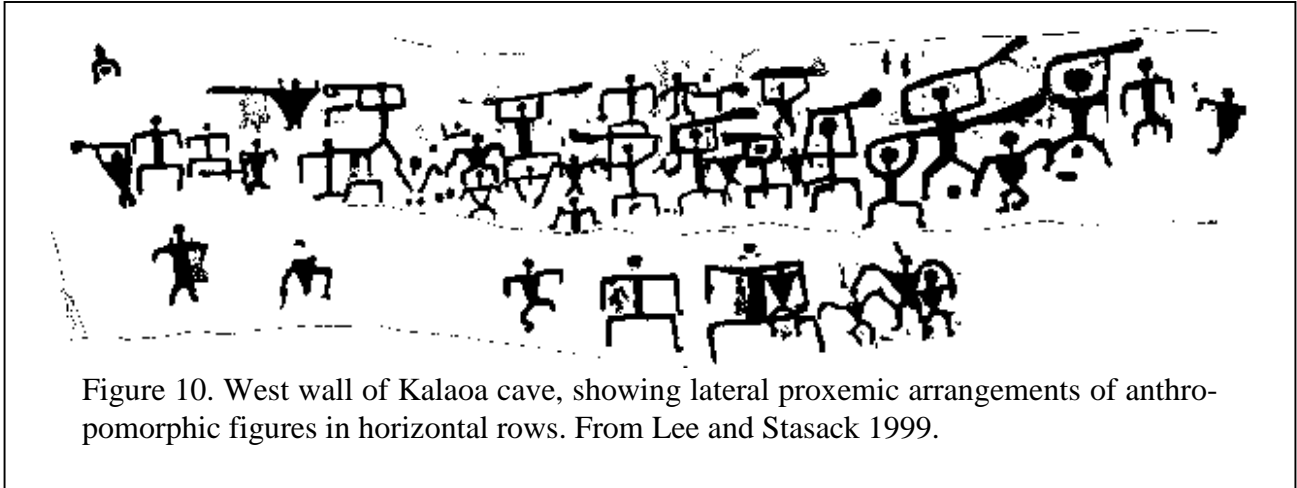 Figure 10. West wall of Kalaoa cave, showing lateral proxemic arrangements of anthro-
pomorphic figures in horizontal rows. From Lee and Stasack 1999.